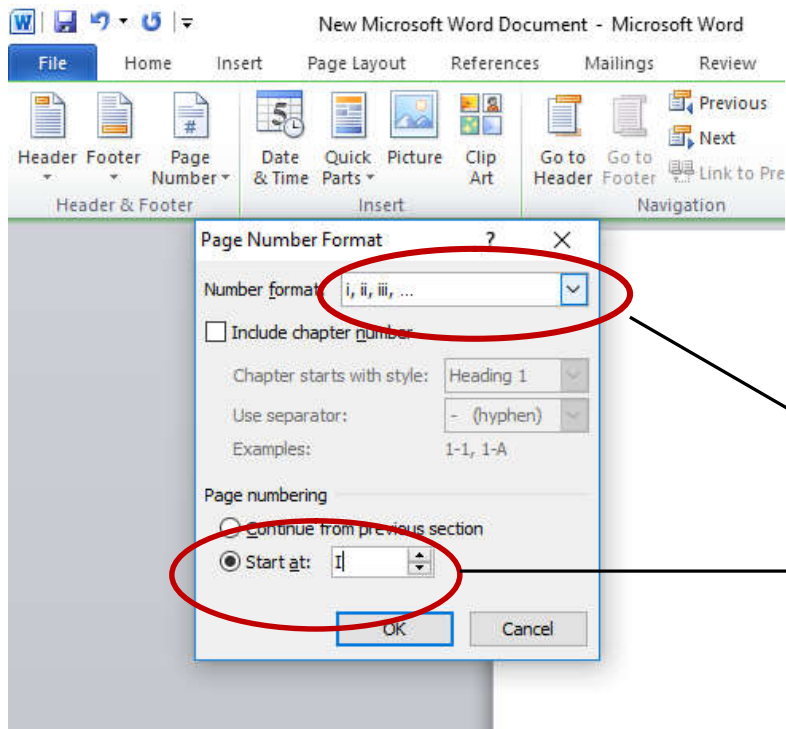 New Microsoft Word Document - Microsoft Word
File Home Insert Page Layout References Mailings Review
Header Footer Page Number
Date & Time Quick Parts Picture Clip Art
Go to Header Go to Footer
Previous
Next
Link to Pre
Header & Footer Insert Navigation
Page Number Format ?
Number format: i, ii, iii, ...
Include chapter number
Chapter starts with style: Heading 1
Use separator: - (hyphen)
Examples: 1-1, 1-A
Page numbering
Continue from previous section
Start at: I
OK Cancel